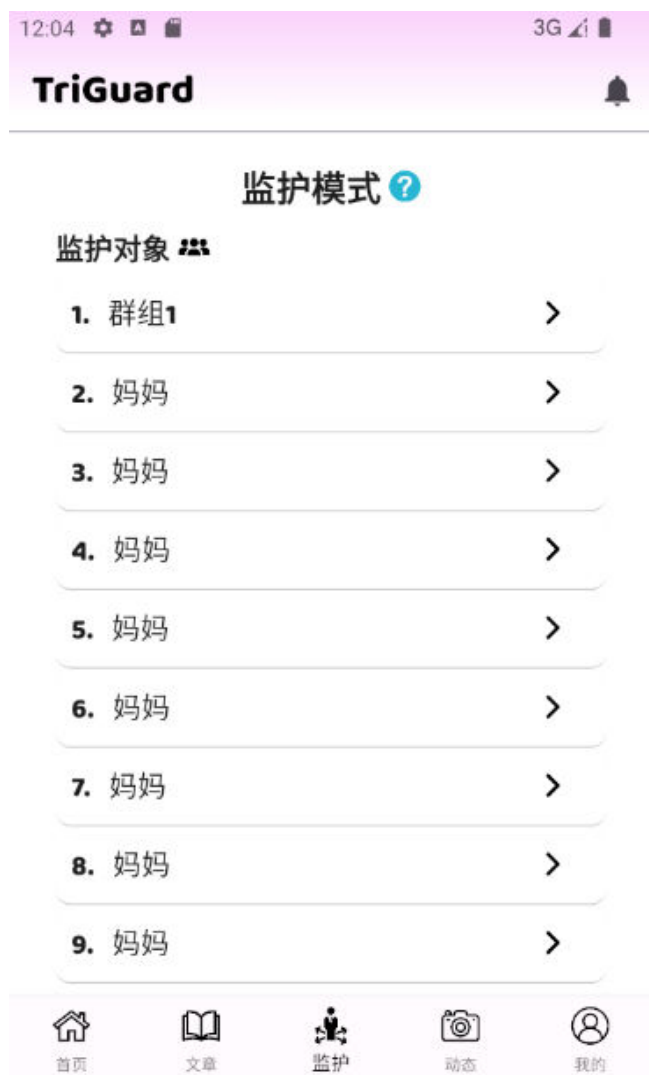 12:04 3G
TriGuard
监护模式 ?
监护对象
1. 群组1
2. 妈妈
3. 妈妈
4. 妈妈
5. 妈妈
6. 妈妈
7. 妈妈
8. 妈妈
9. 妈妈
首页 文章 监护 动态 我的